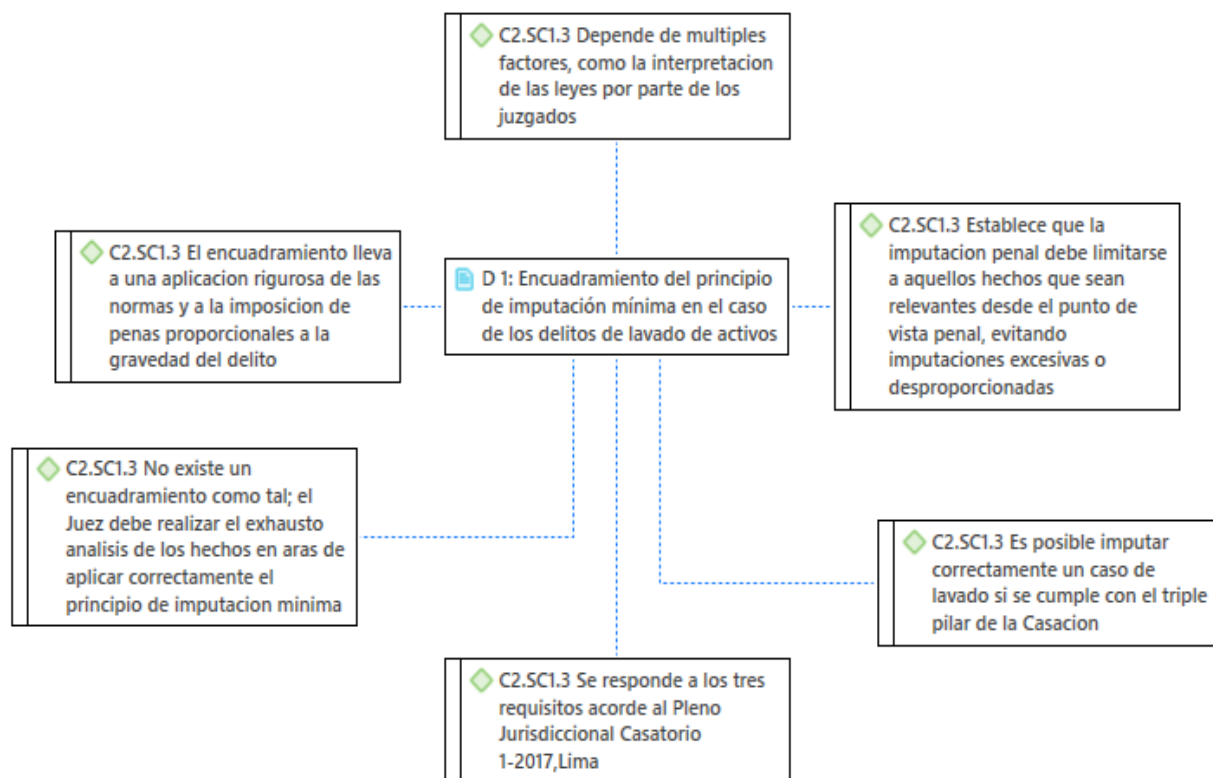 C2.SC1.3 Depende de multiples
factores, como la interpretacion
de las leyes por parte de los
juzgados
C2.SC1.3 El encuadramiento lleva
a una aplicacion rigurosa de las
normas y a la imposicion de
penas proporcionales a la
gravedad del delito
D 1: Encuadramiento del principio
de imputación mínima en el caso
de los delitos de lavado de activos
C2.SC1.3 Establece que la
imputacion penal debe limitarse
a aquellos hechos que sean
relevantes desde el punto de
vista penal, evitando
imputaciones excesivas o
desproporcionadas
C2.SC1.3 No existe un
encuadramiento como tal; el
Juez debe realizar el exhausto
analisis de los hechos en aras de
aplicar correctamente el
principio de imputacion minima
C2.SC1.3 Es posible imputar
correctamente un caso de
lavado si se cumple con el triple
pilar de la Casacion
C2.SC1.3 Se responde a los tres
requisitos acorde al Pleno
Jurisdiccional Casatorio
1-2017,Lima